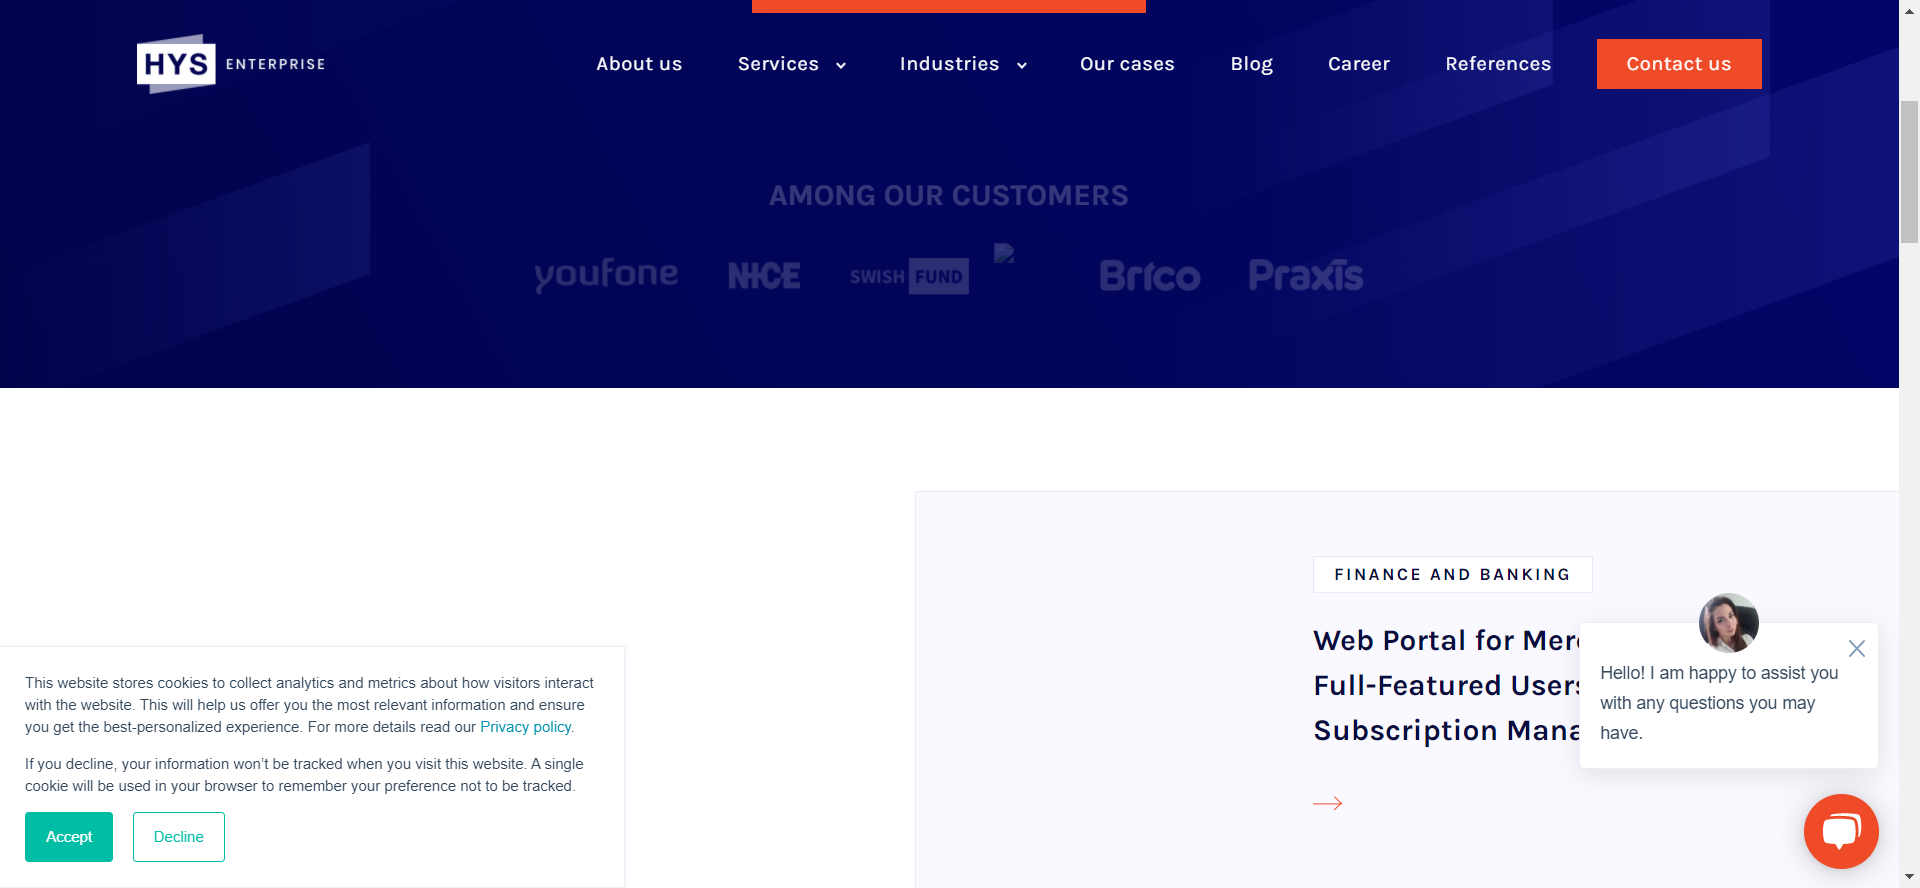 HYS ENTERPRISE
About us
Services
Industries
Our cases
Blog
Career
References
Contact us
AMONG OUR CUSTOMERS
youfone
NICE
SWISH FUND
Brico
Praxis
FINANCE AND BANKING
Web Portal for Mer
Full-Featured Users
Subscription Mana
Hello! I am happy to assist you
with any questions you may
have.
This website stores cookies to collect analytics and metrics about how visitors interact
with the website. This will help us offer you the most relevant information and ensure
you get the best-personalized experience. For more details read our Privacy policy.
If you decline, your information won’t be tracked when you visit this website. A single
cookie will be used in your browser to remember your preference not to be tracked.
Accept
Decline